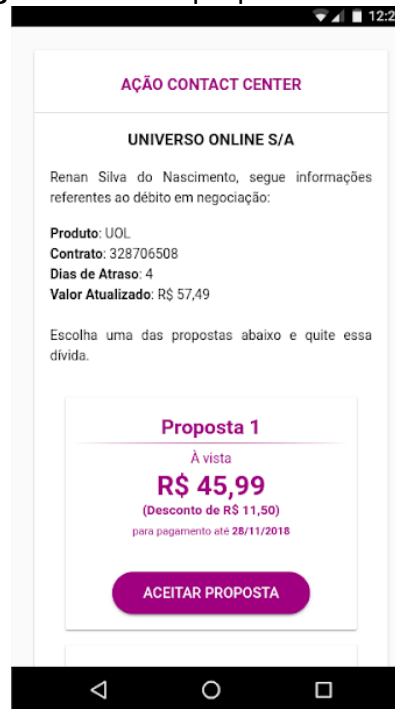 12:2
AÇÃO CONTACT CENTER
UNIVERSO ONLINE S/A
Renan Silva do Nascimento, segue informações
referentes ao débito em negociação:
Produto: UOL
Contrato: 328706508
Dias de Atraso: 4
Valor Atualizado: R$ 57,49
Escolha uma das propostas abaixo e quite essa
dívida.
Proposta 1
À vista
R$ 45,99
(Desconto de R$ 11,50)
para pagamento até 28/11/2018
ACEITAR PROPOSTA